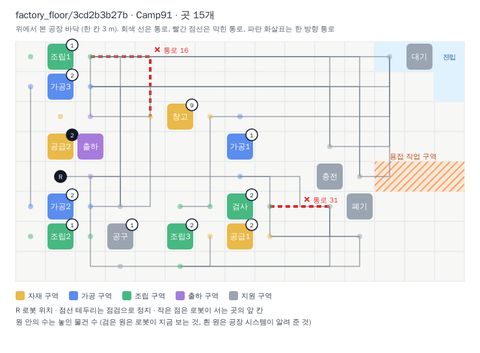 factory_floor/3cd2b3b27b · Camp91 · 곳 15개
위에서 본 공장 바닥 (한 칸 3 m). 회색 선은 통로, 빨간 점선은 막힌 통로, 파란 화살표는 한 방향 통로
조립1 1 ✕ 통로 16 대기 진입
가공3 2
창고 9
공급2 2 출하 가공1 1
용접 작업 구역
R 충전
가공2 2 검사 2 ✕ 통로 31 폐기
조립2 1 공구 1 조립3 2 공급1 2
자재 구역 가공 구역 조립 구역 출하 구역 지원 구역
R 로봇 위치 · 점선 테두리는 점검으로 정지 · 작은 점은 로봇이 서는 곳의 앞 칸
원 안의 수는 놓인 물건 수 (검은 원은 로봇이 지금 보는 것, 흰 원은 공장 시스템이 알려 준 것)